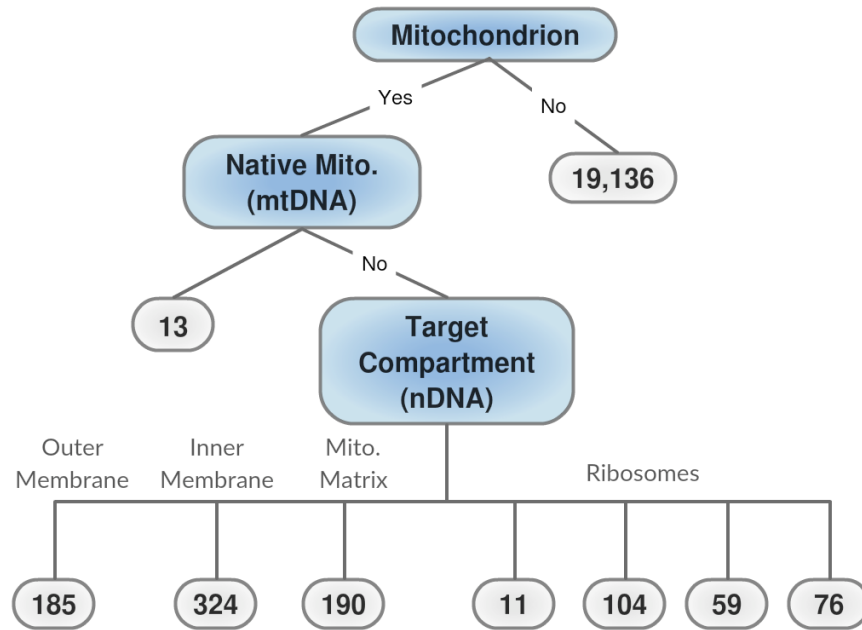 Mitochondrion
Yes
No
Native Mito.
(mtDNA)
19,136
No
13
Target
Compartment
(nDNA)
Outer
Membrane
Inner
Membrane
Mito.
Matrix
Ribosomes
185
324
190
11
104
59
76